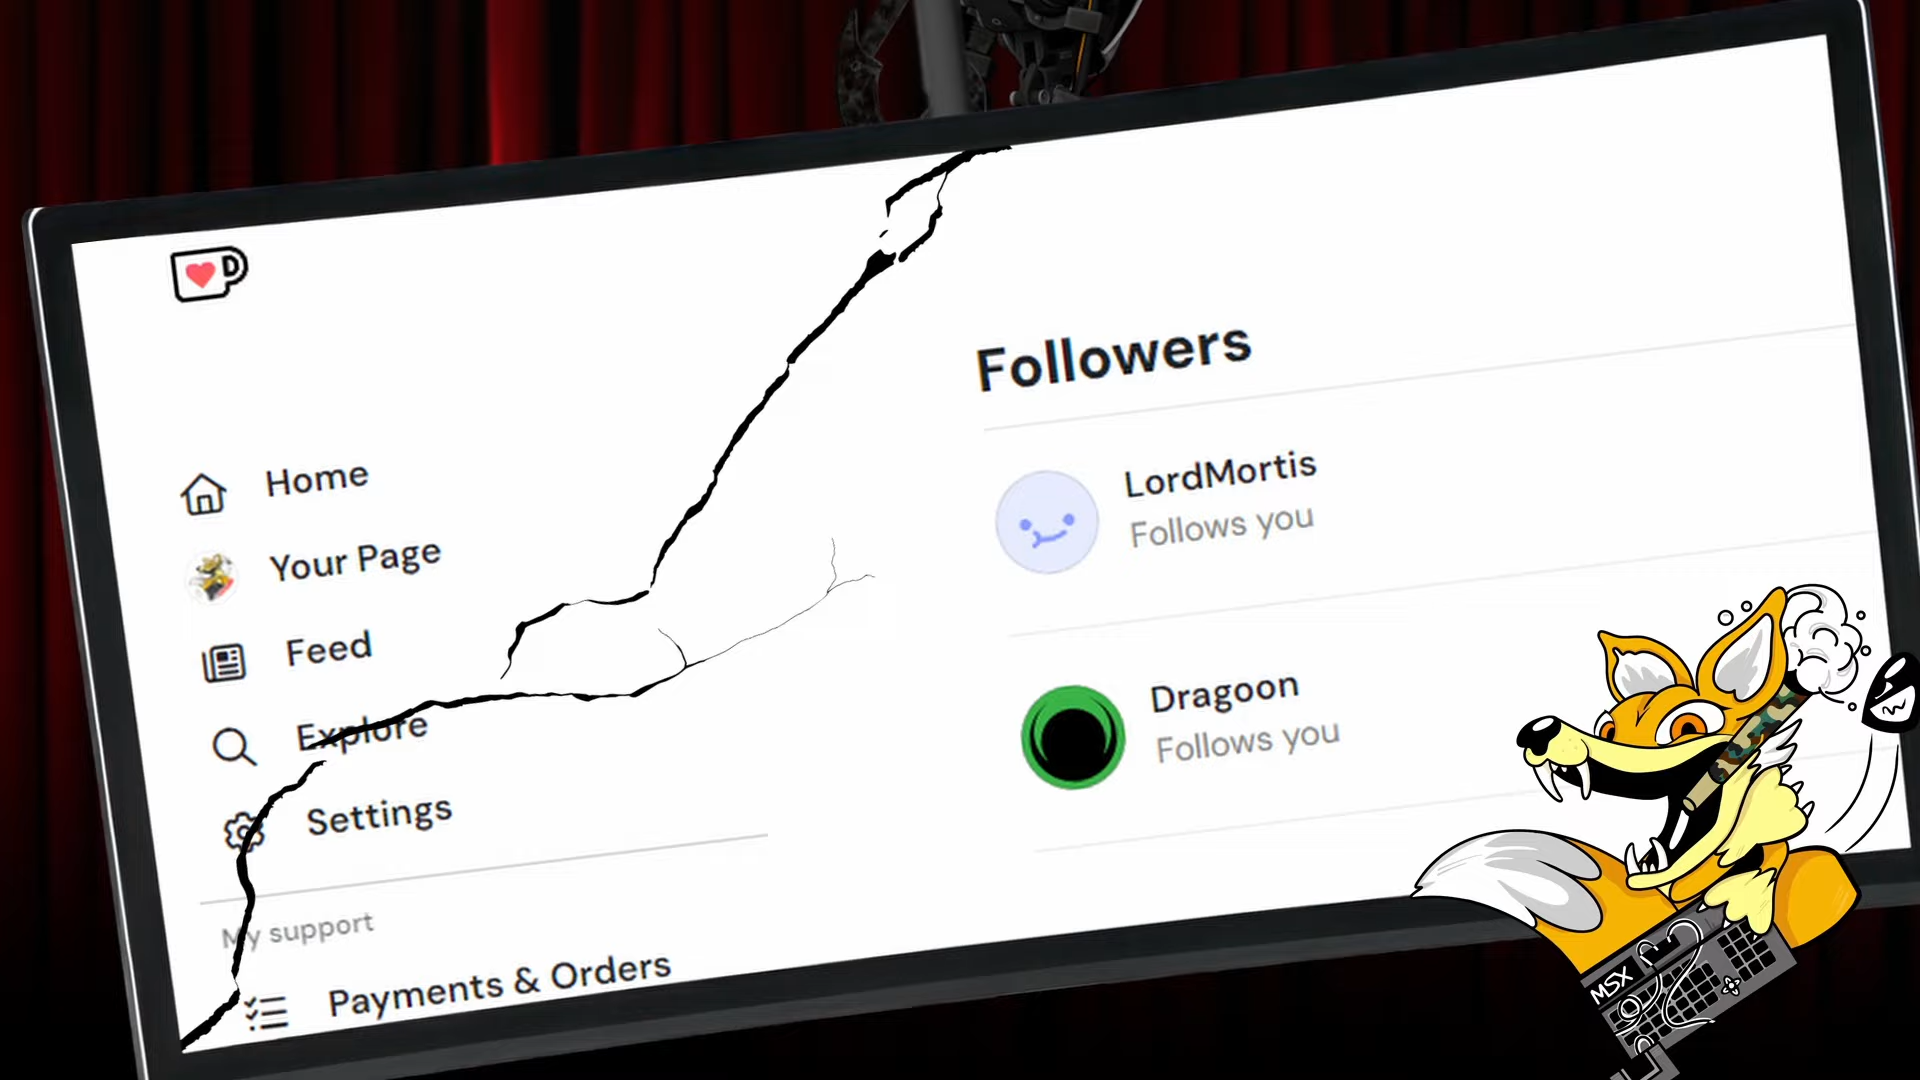 D
Home
Your Page
Feed
Explore
Settings
My support
Payments & Orders
Followers
LordMortis
Follows you
Dragoon
Follows you
MSX